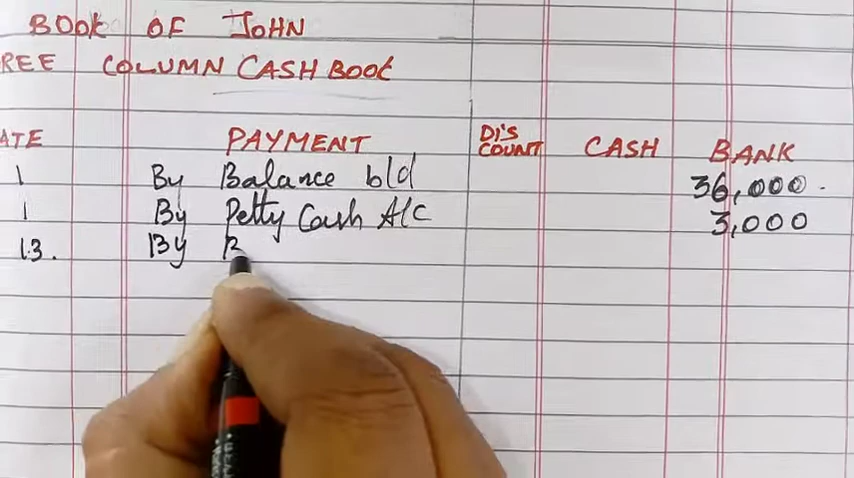 BOOK OF JOHN
REE COLUMN CASH BOOK
ATE PAYMENT DIS COUNT CASH BANK
1 By Balance b/d 36,000
1 By Petty Cash A/C 3,000
13. By B